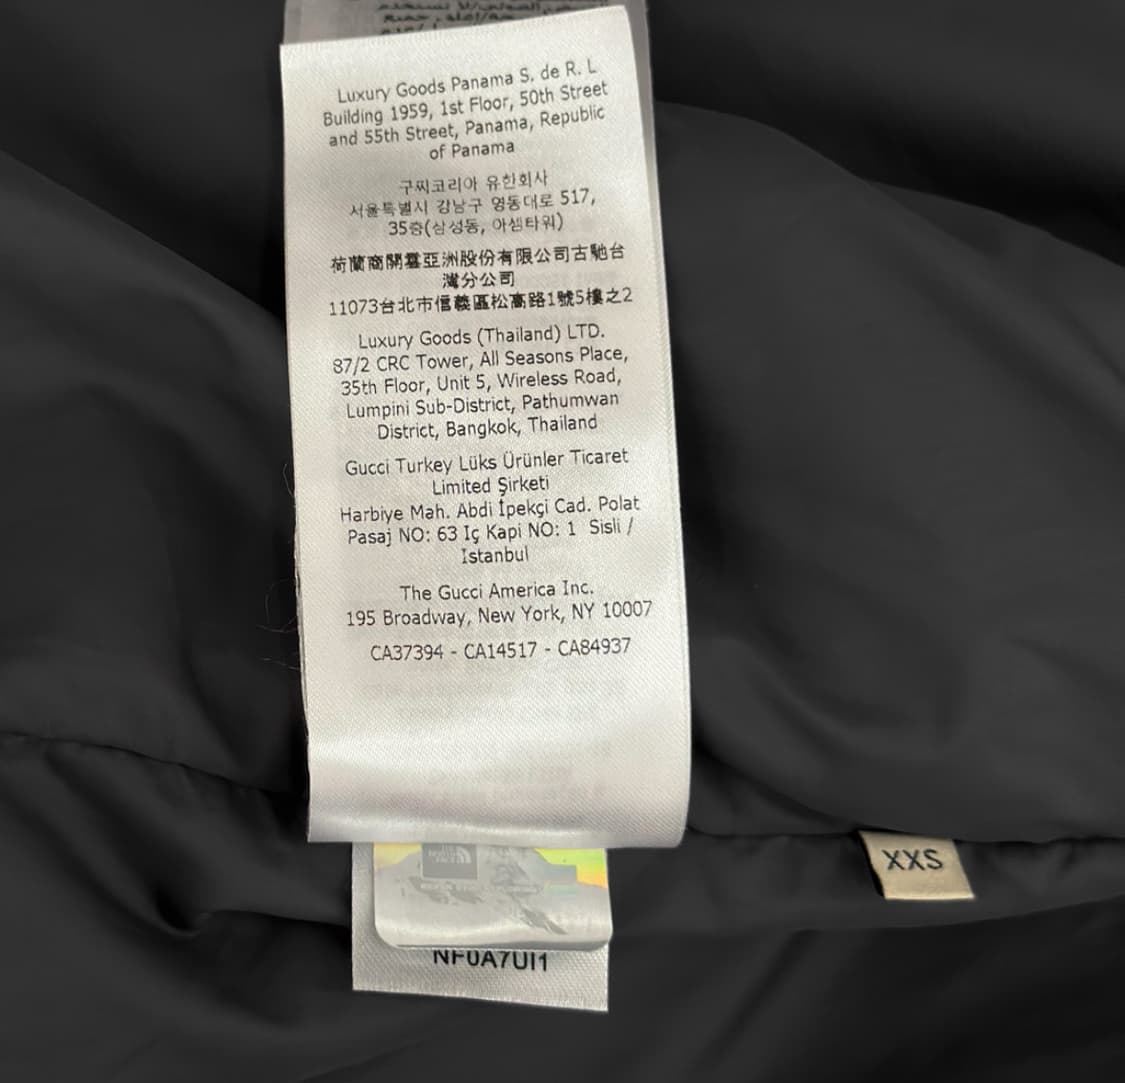 Luxury Goods Panama S. de R. L
Building 1959, 1st Floor, 50th Street
and 55th Street, Panama, Republic
of Panama
구찌코리아 유한회사
서울특별시 강남구 영동대로 517,
35층(삼성동, 아셈타워)
荷蘭商開雲亞洲股份有限公司古馳台
灣分公司
11073台北市信義區松高路1號5樓之2
Luxury Goods (Thailand) LTD.
87/2 CRC Tower, All Seasons Place,
35th Floor, Unit 5, Wireless Road,
Lumpini Sub-District, Pathumwan
District, Bangkok, Thailand
Gucci Turkey Lüks Ürünler Ticaret
Limited Şirketi
Harbiye Mah. Abdi İpekçi Cad. Polat
Pasaj NO: 63 Iç Kapi NO: 1 Sisli /
Istanbul
The Gucci America Inc.
195 Broadway, New York, NY 10007
CA37394 - CA14517 - CA84937
XXS
NF0A7UI1